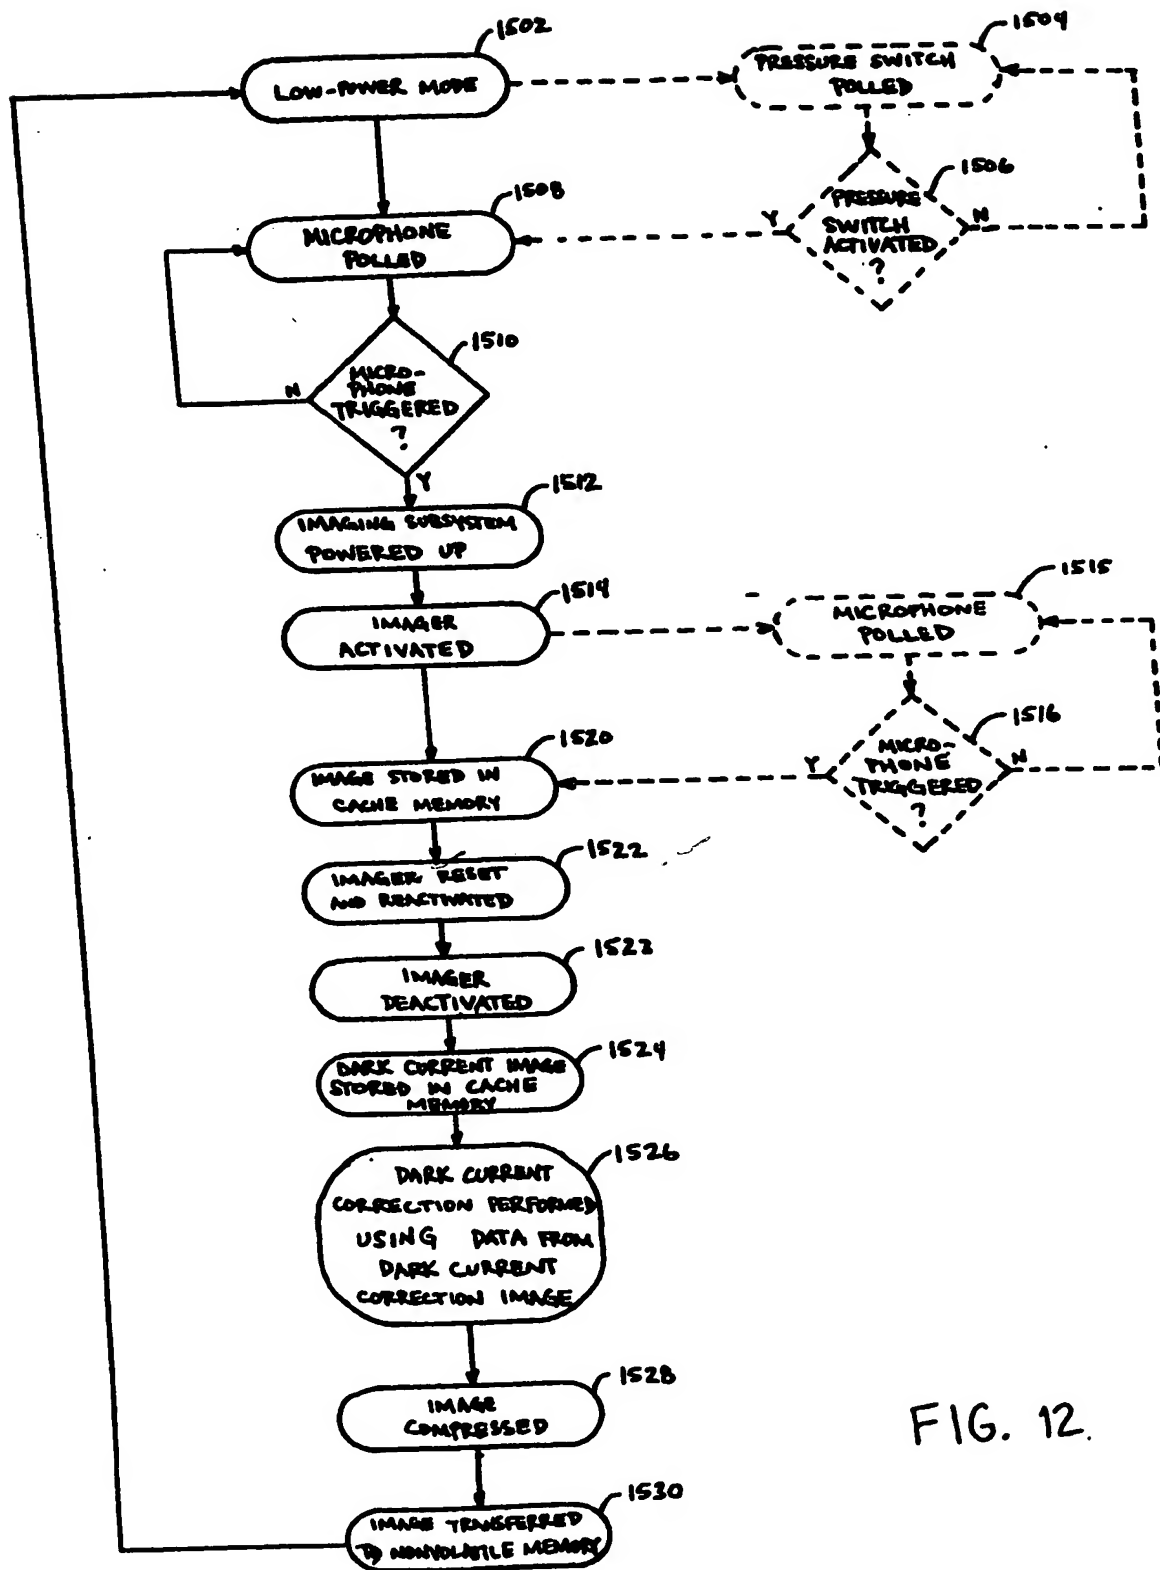 1502
LOW-POWER MODE
1504
PRESSURE SWITCH
POLLED
1506
PRESSURE
SWITCH
ACTIVATED
?
Y
N
1508
MICROPHONE
POLLED
1510
MICRO-
PHONE
TRIGGERED
?
N
Y
1512
IMAGING SUBSYSTEM
POWERED UP
1514
IMAGER
ACTIVATED
1515
MICROPHONE
POLLED
1516
MICRO-
PHONE
TRIGGERED
?
Y
N
1520
IMAGE STORED IN
CACHE MEMORY
1522
IMAGER RESET
AND REACTIVATED
1523
IMAGER
DEACTIVATED
1524
DARK CURRENT IMAGE
STORED IN CACHE
MEMORY
1526
DARK CURRENT
CORRECTION PERFORMED
USING DATA FROM
DARK CURRENT
CORRECTION IMAGE
1528
IMAGE
COMPRESSED
1530
IMAGE TRANSFERRED
TO NONVOLATILE MEMORY
FIG. 12.